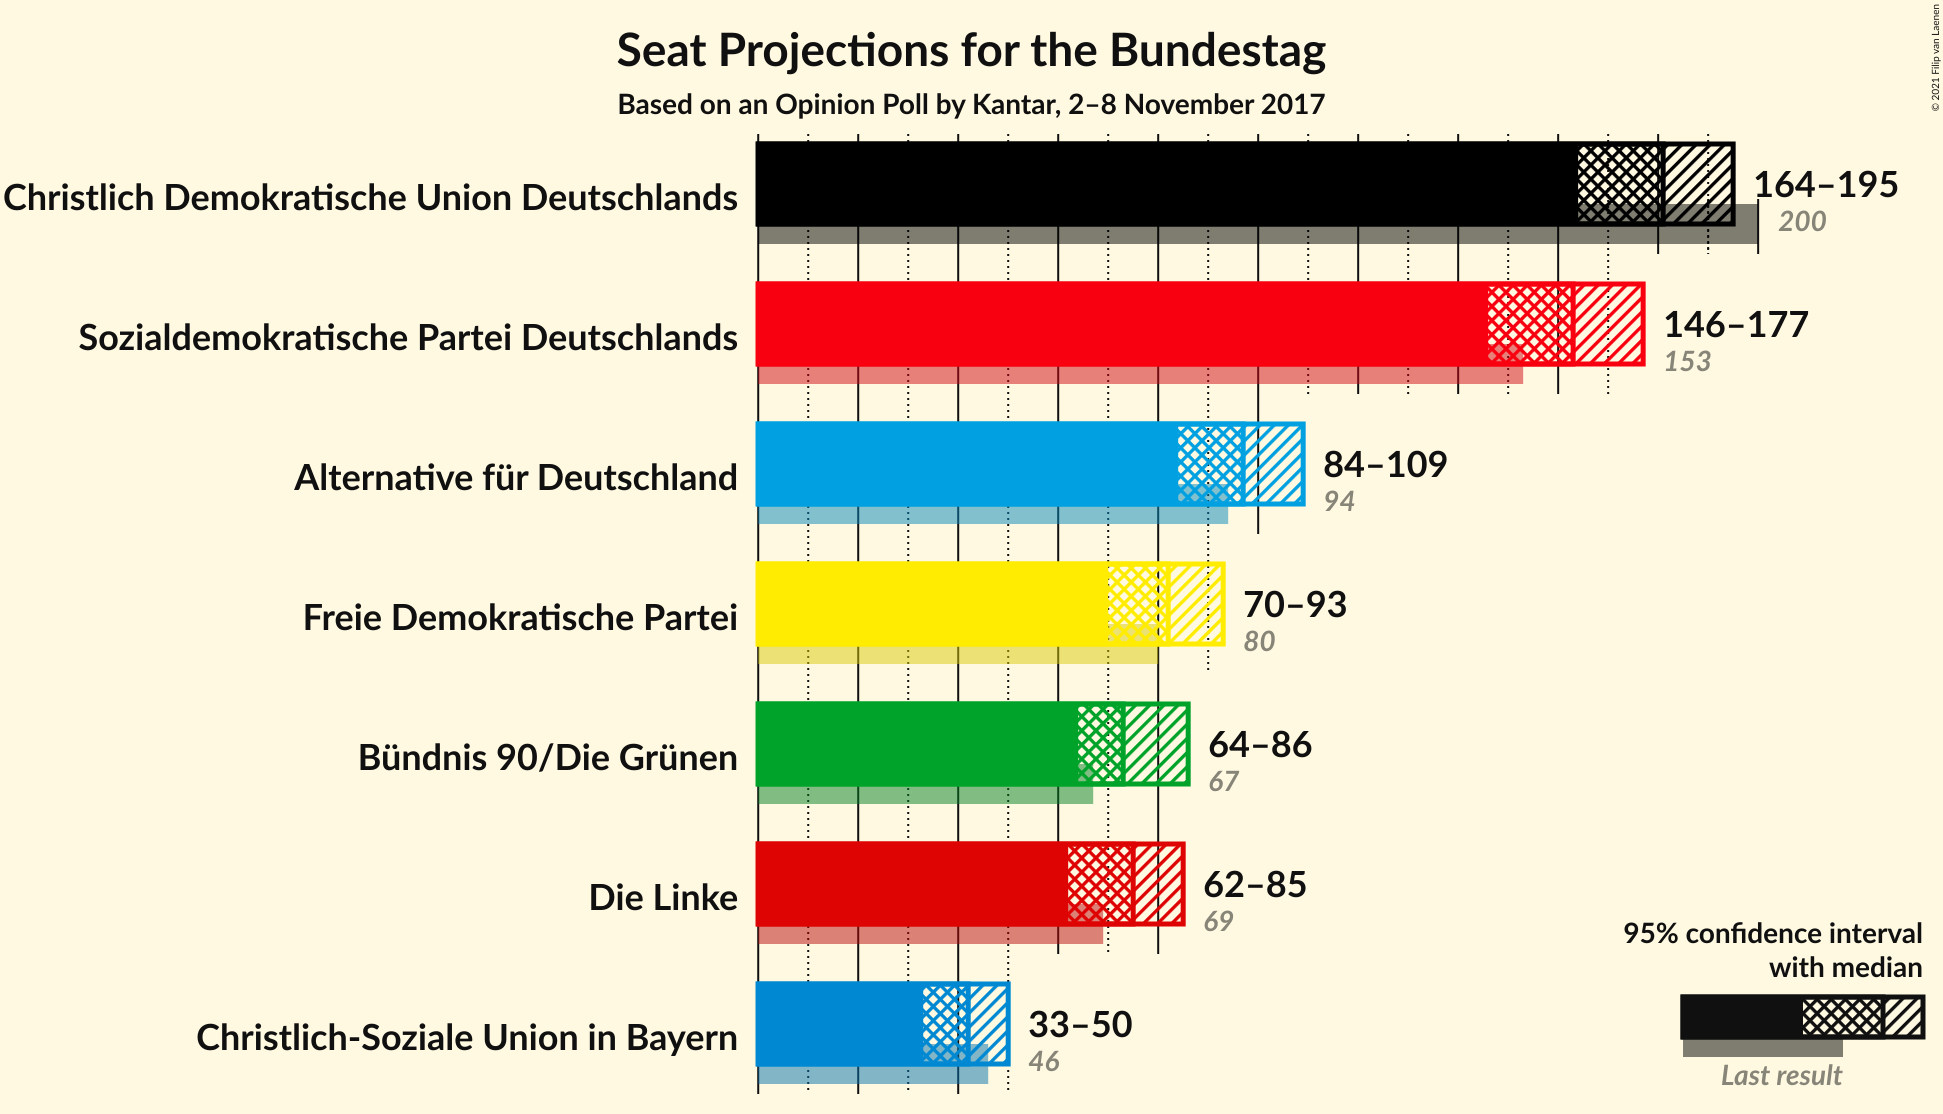 Seat Projections for the Bundestag
Based on an Opinion Poll by Kantar, 2–8 November 2017
© 2021 Filip van Laenen
Christlich Demokratische Union Deutschlands
164–195
200
Sozialdemokratische Partei Deutschlands
146–177
153
Alternative für Deutschland
84–109
94
Freie Demokratische Partei
70–93
80
Bündnis 90/Die Grünen
64–86
67
Die Linke
62–85
69
Christlich-Soziale Union in Bayern
33–50
46
95% confidence interval
with median
Last result